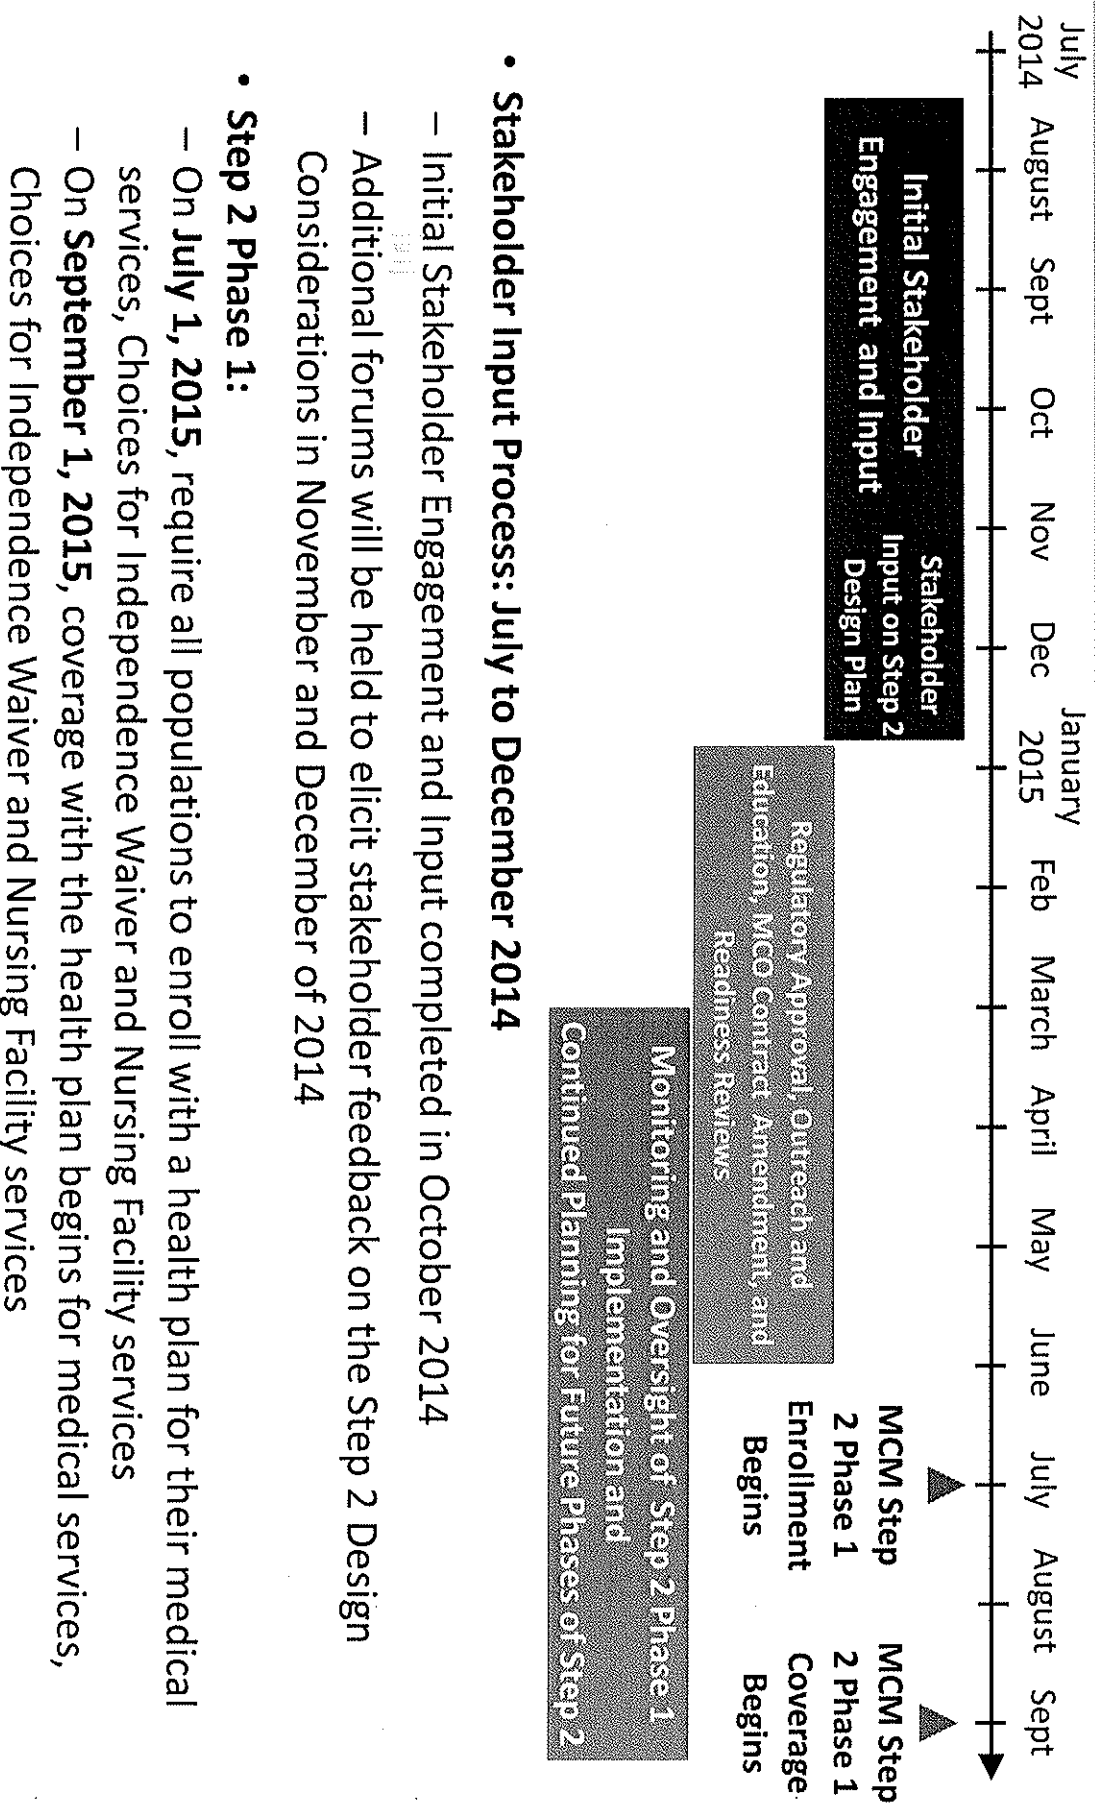 July
2014
August
Sept
Oct
Nov
Dec
January
2015
Feb
March
April
May
June
July
August
Sept
Initial Stakeholder
Engagement and Input
Stakeholder
Input on Step 2
Design Plan
Regulatory Approval, Outreach and
Education, MCO Contract Amendment, and
Readiness Reviews
Monitoring and Oversight of Step 2 Phase 1
Implementation and
Continued Planning for Future Phases of Step 2
MCM Step
2 Phase 1
Enrollment
Begins
MCM Step
2 Phase 1
Coverage
Begins
• Stakeholder Input Process: July to December 2014
– Initial Stakeholder Engagement and Input completed in October 2014
– Additional forums will be held to elicit stakeholder feedback on the Step 2 Design
Considerations in November and December of 2014
• Step 2 Phase 1:
– On July 1, 2015, require all populations to enroll with a health plan for their medical
services, Choices for Independence Waiver and Nursing Facility services
– On September 1, 2015, coverage with the health plan begins for medical services,
Choices for Independence Waiver and Nursing Facility services